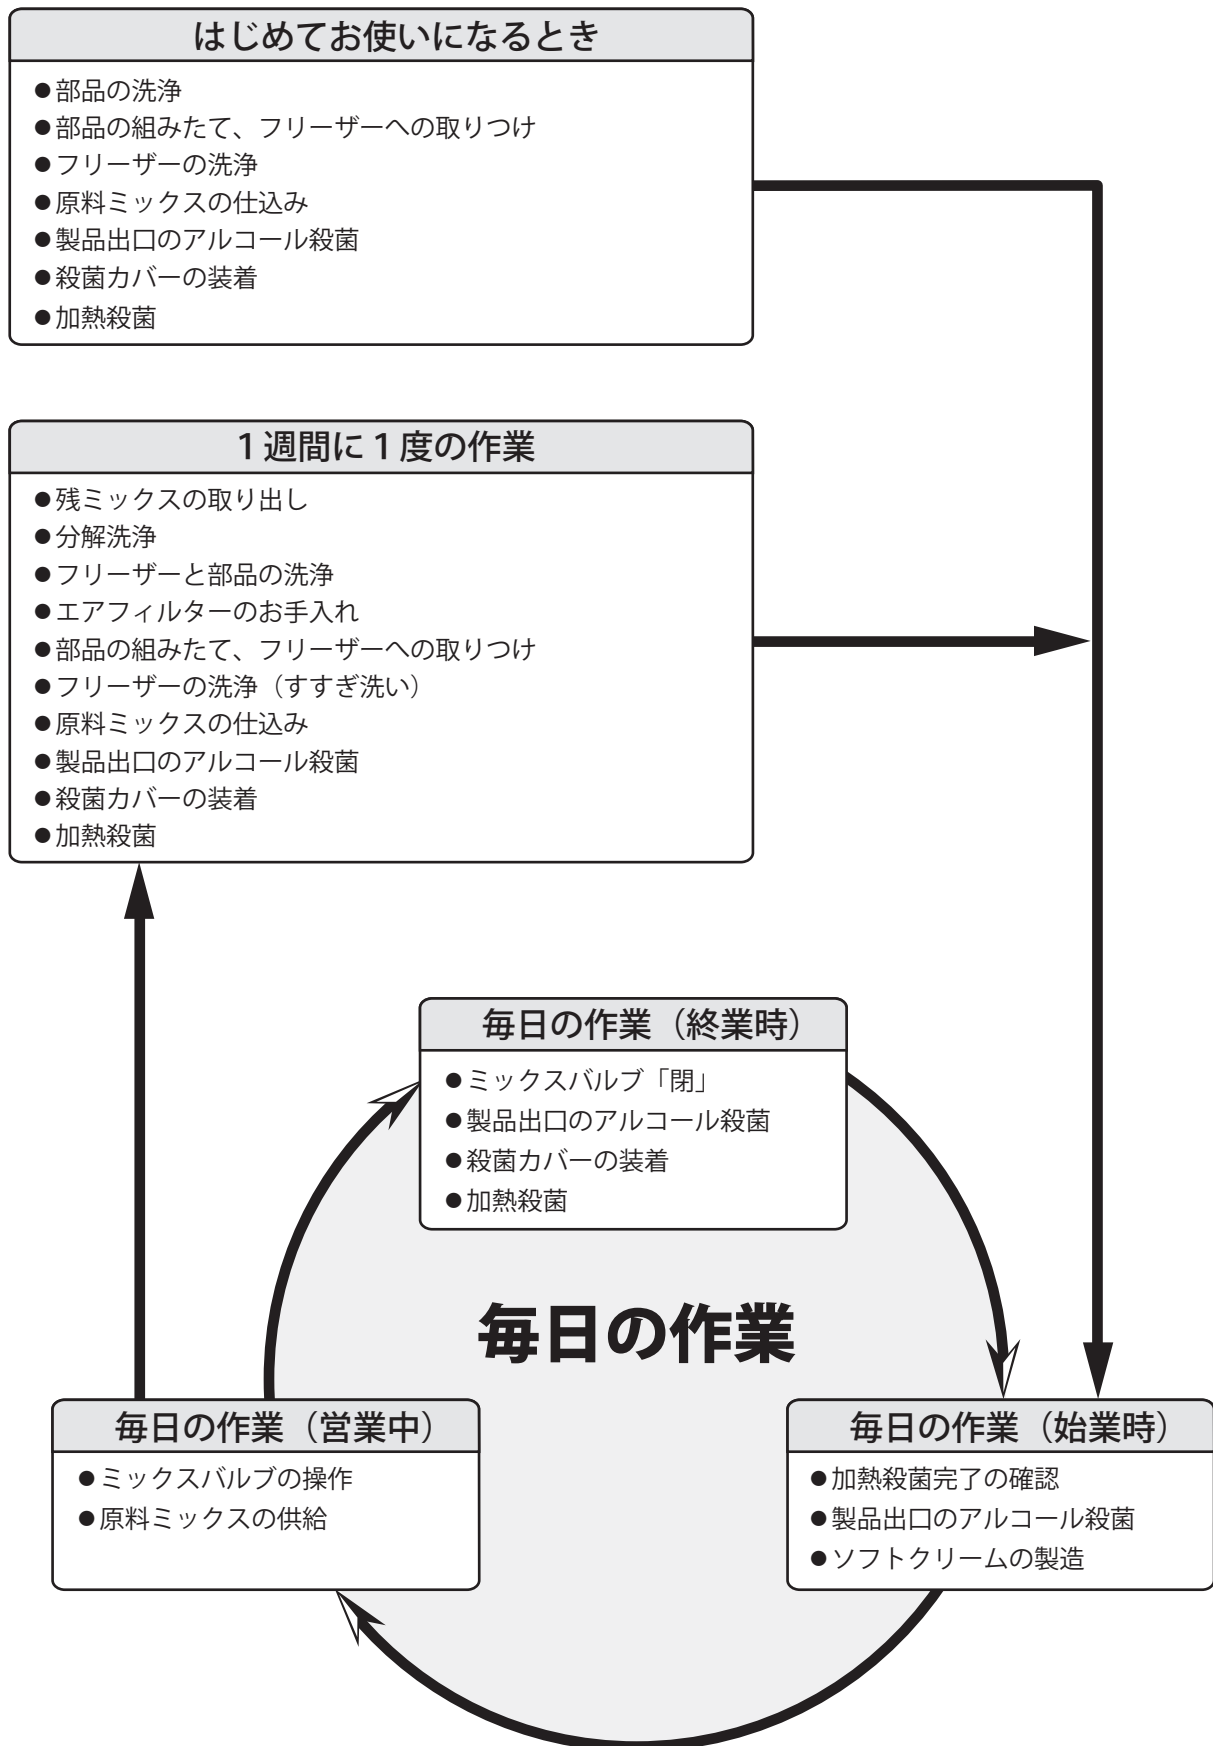 はじめてお使いになるとき
●部品の洗浄
●部品の組みたて、フリーザーへの取りつけ
●フリーザーの洗浄
●原料ミックスの仕込み
●製品出口のアルコール殺菌
●殺菌カバーの装着
●加熱殺菌
１週間に１度の作業
●残ミックスの取り出し
●分解洗浄
●フリーザーと部品の洗浄
●エアフィルターのお手入れ
●部品の組みたて、フリーザーへの取りつけ
●フリーザーの洗浄（すすぎ洗い）
●原料ミックスの仕込み
●製品出口のアルコール殺菌
●殺菌カバーの装着
●加熱殺菌
毎日の作業（終業時）
●ミックスバルブ「閉」
●製品出口のアルコール殺菌
●殺菌カバーの装着
●加熱殺菌
毎日の作業
毎日の作業（営業中）
●ミックスバルブの操作
●原料ミックスの供給
毎日の作業（始業時）
●加熱殺菌完了の確認
●製品出口のアルコール殺菌
●ソフトクリームの製造